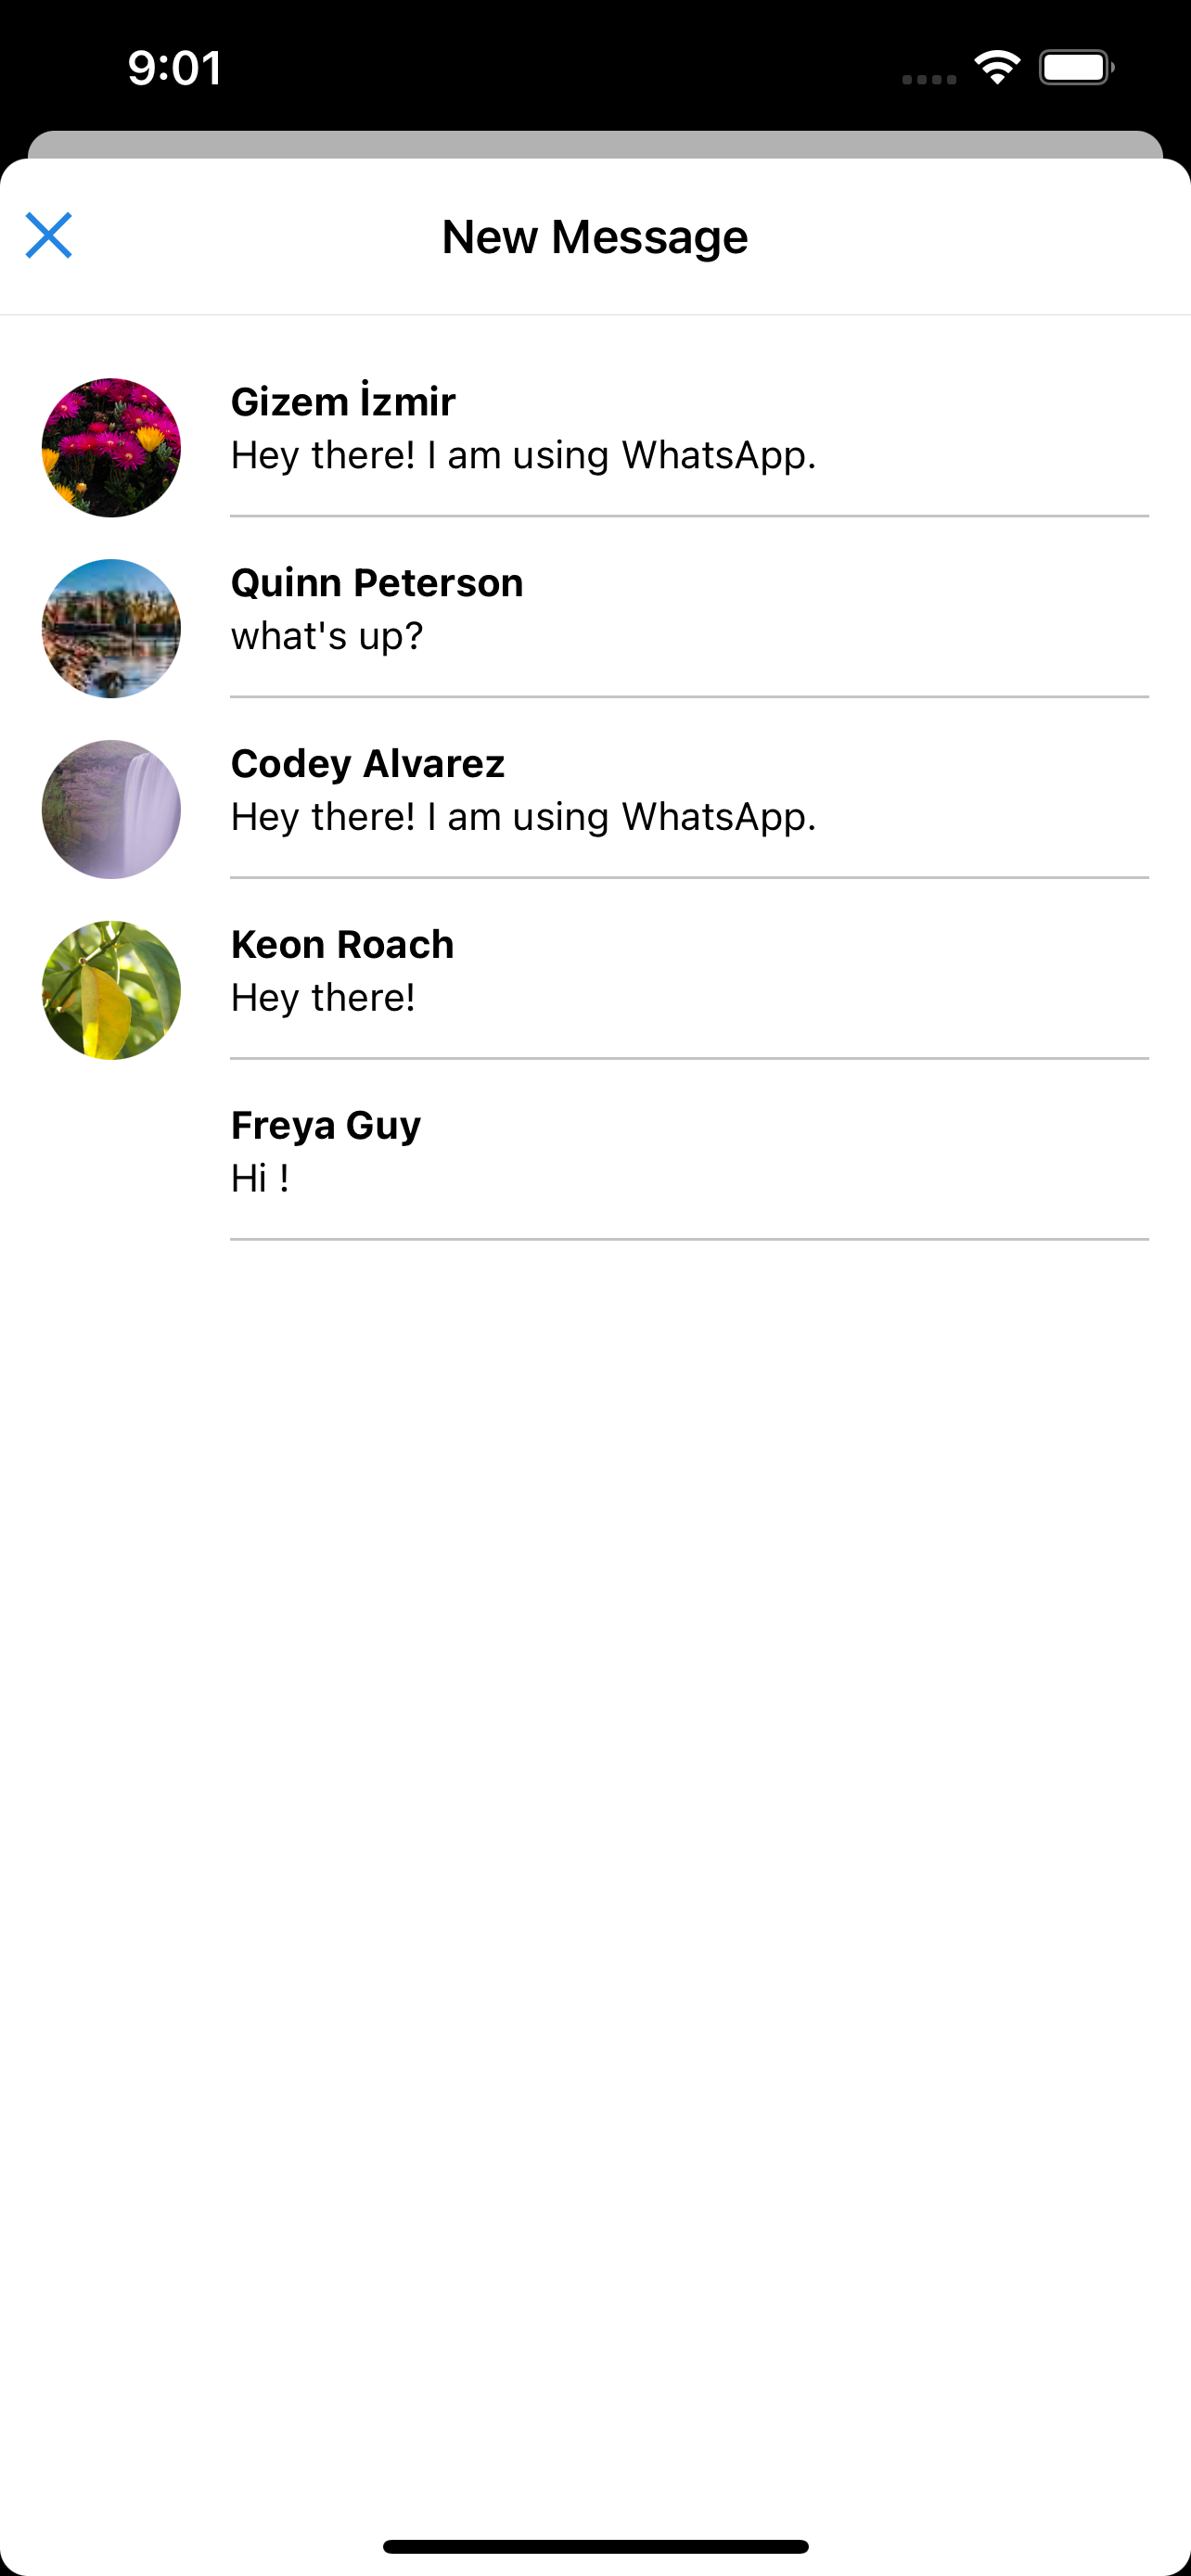 9:01
New Message
Gizem İzmir
Hey there! I am using WhatsApp.
Quinn Peterson
what's up?
Codey Alvarez
Hey there! I am using WhatsApp.
Keon Roach
Hey there!
Freya Guy
Hi !